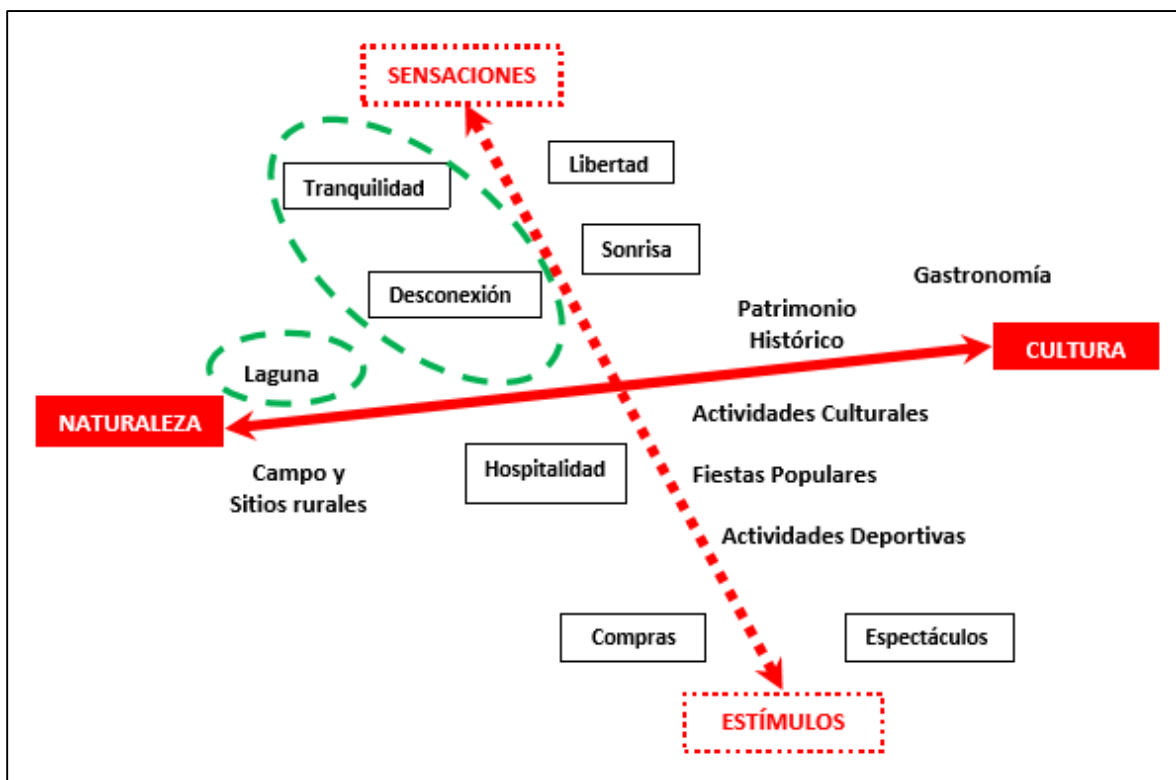 SENSACIONES
Libertad
Tranquilidad
Sonrisa
Gastronomía
Desconexión
Patrimonio
Histórico
CULTURA
Laguna
NATURALEZA
Actividades Culturales
Campo y
Sitios rurales
Hospitalidad
Fiestas Populares
Actividades Deportivas
Compras
Espectáculos
ESTÍMULOS